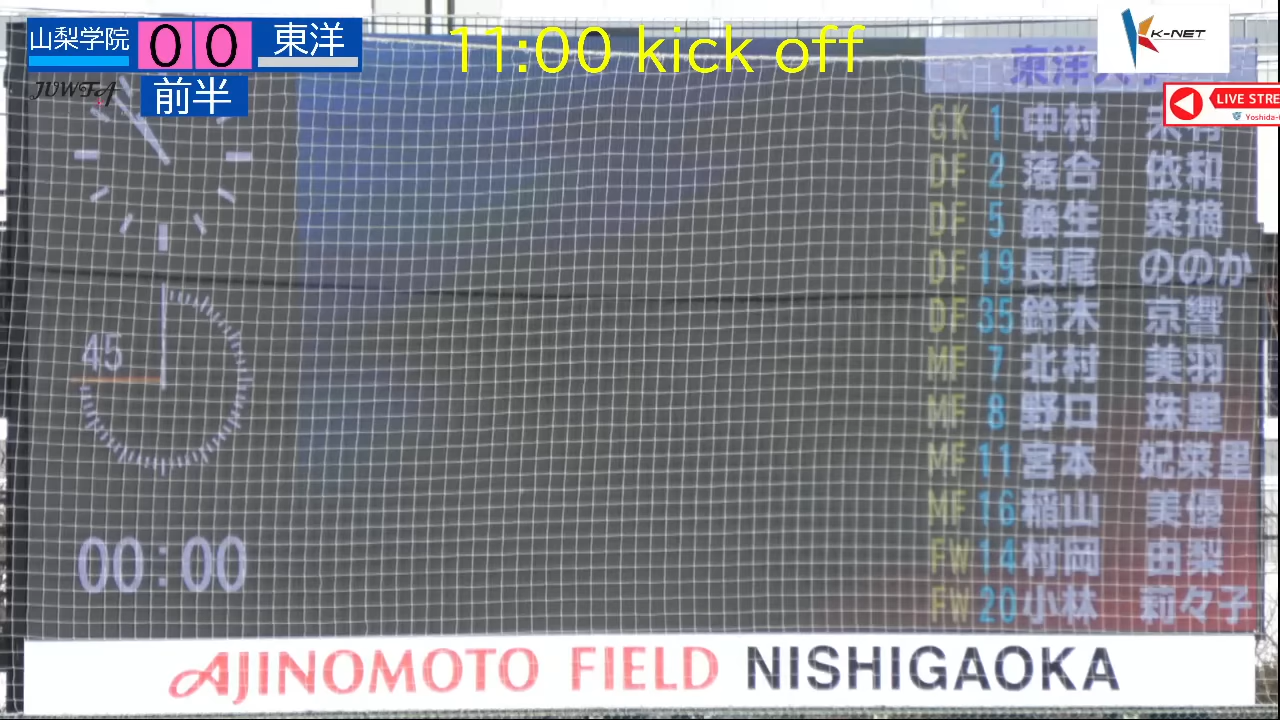 山梨学院 0 0 東洋
前半
JUWFA
11:00 kick off
K-NET
LIVE STRE
東洋大
GK 1 中村
DF 2 落合 依和
DF 5 藤生 菜摘
DF 19 長尾 ののか
DF 35 鈴木 京響
MF 7 北村 美羽
MF 8 野口 珠里
MF 11 宮本 妃菜里
MF 16 稲山 美優
FW 14 村岡 由梨
FW 20 小林 莉々子
45
00:00
AJINOMOTO FIELD NISHIGAOKA